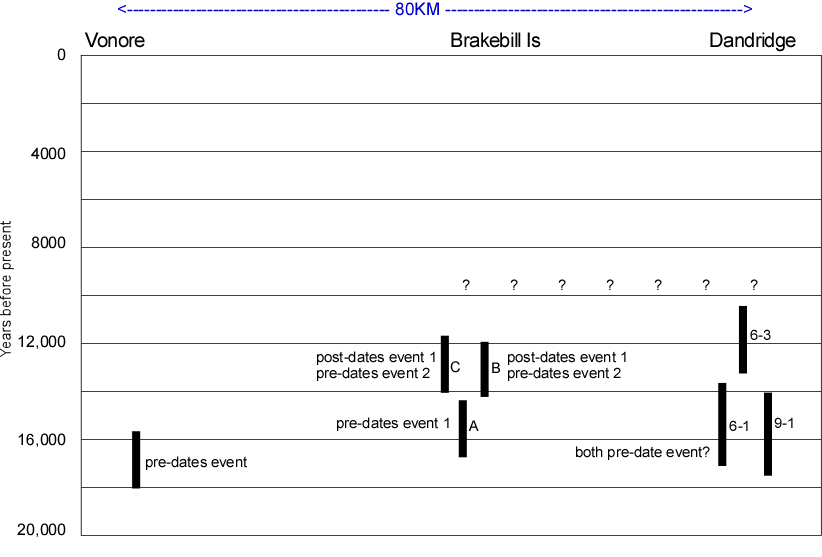 <--------------------------------- 80KM --------------------------------------->
Vonore Brakebill Is Dandridge
0
4000
8000
Years before present
? ? ? ? ? ? ?
12,000
6-3
post-dates event 1
pre-dates event 2
C
B
post-dates event 1
pre-dates event 2
pre-dates event 1
A
6-1
9-1
16,000
both pre-date event?
pre-dates event
20,000